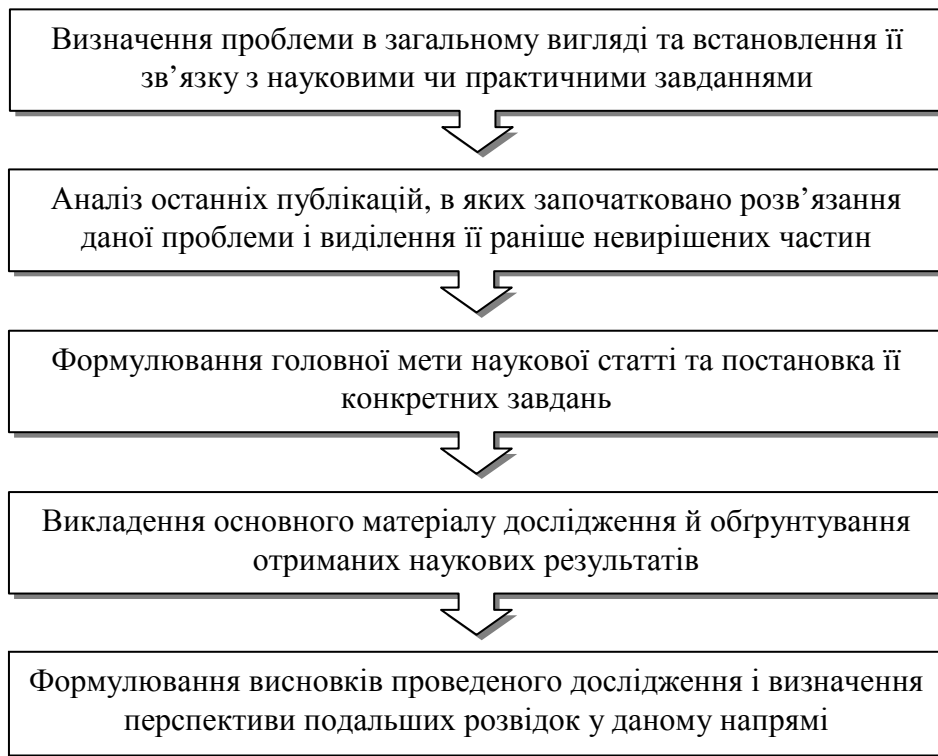 Визначення проблеми в загальному вигляді та встановлення її
зв’язку з науковими чи практичними завданнями
Аналіз останніх публікацій, в яких започатковано розв’язання
даної проблеми і виділення її раніше невирішених частин
Формулювання головної мети наукової статті та постановка її
конкретних завдань
Викладення основного матеріалу дослідження й обґрунтування
отриманих наукових результатів
Формулювання висновків проведеного дослідження і визначення
перспективи подальших розвідок у даному напрямі